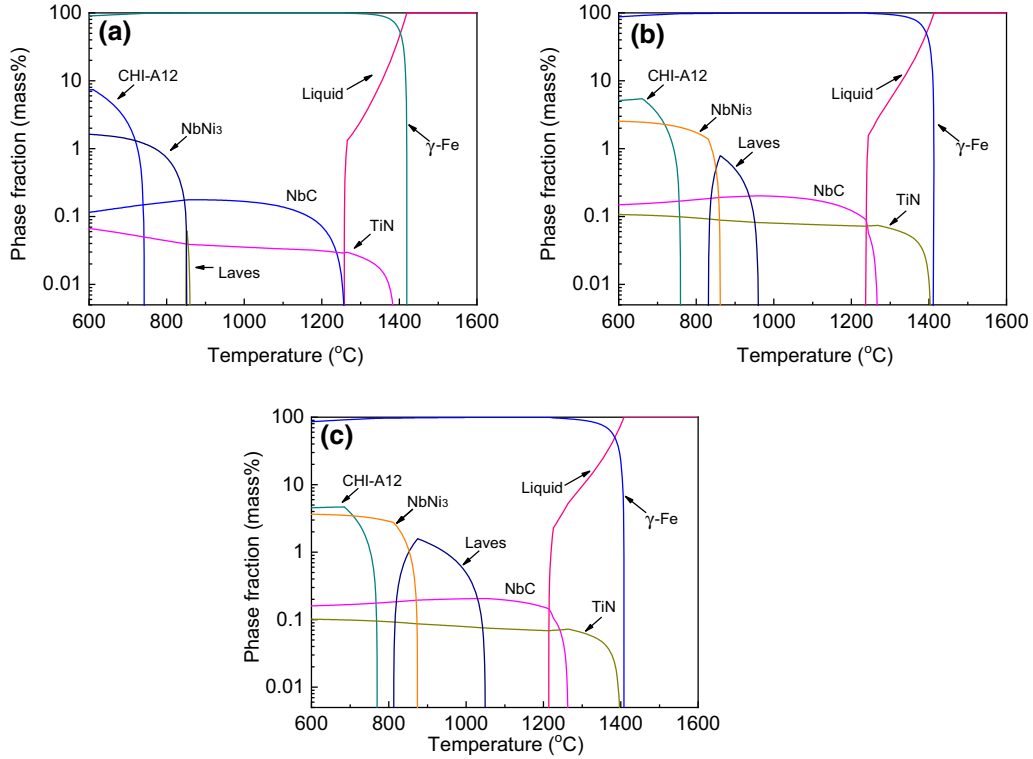 (a)
100
10
1
0.1
0.01
Phase fraction (mass%)
CHI-A12
NbNi₃
Liquid
γ-Fe
NbC
TiN
Laves
600 800 1000 1200 1400 1600
Temperature (°C)
(b)
100
10
1
0.1
0.01
Phase fraction (mass%)
CHI-A12
NbNi₃
Liquid
Laves
γ-Fe
NbC
TiN
600 800 1000 1200 1400 1600
Temperature (°C)
(c)
100
10
1
0.1
0.01
Phase fraction (mass%)
CHI-A12
NbNi₃
Liquid
γ-Fe
Laves
NbC
TiN
600 800 1000 1200 1400 1600
Temperature (°C)